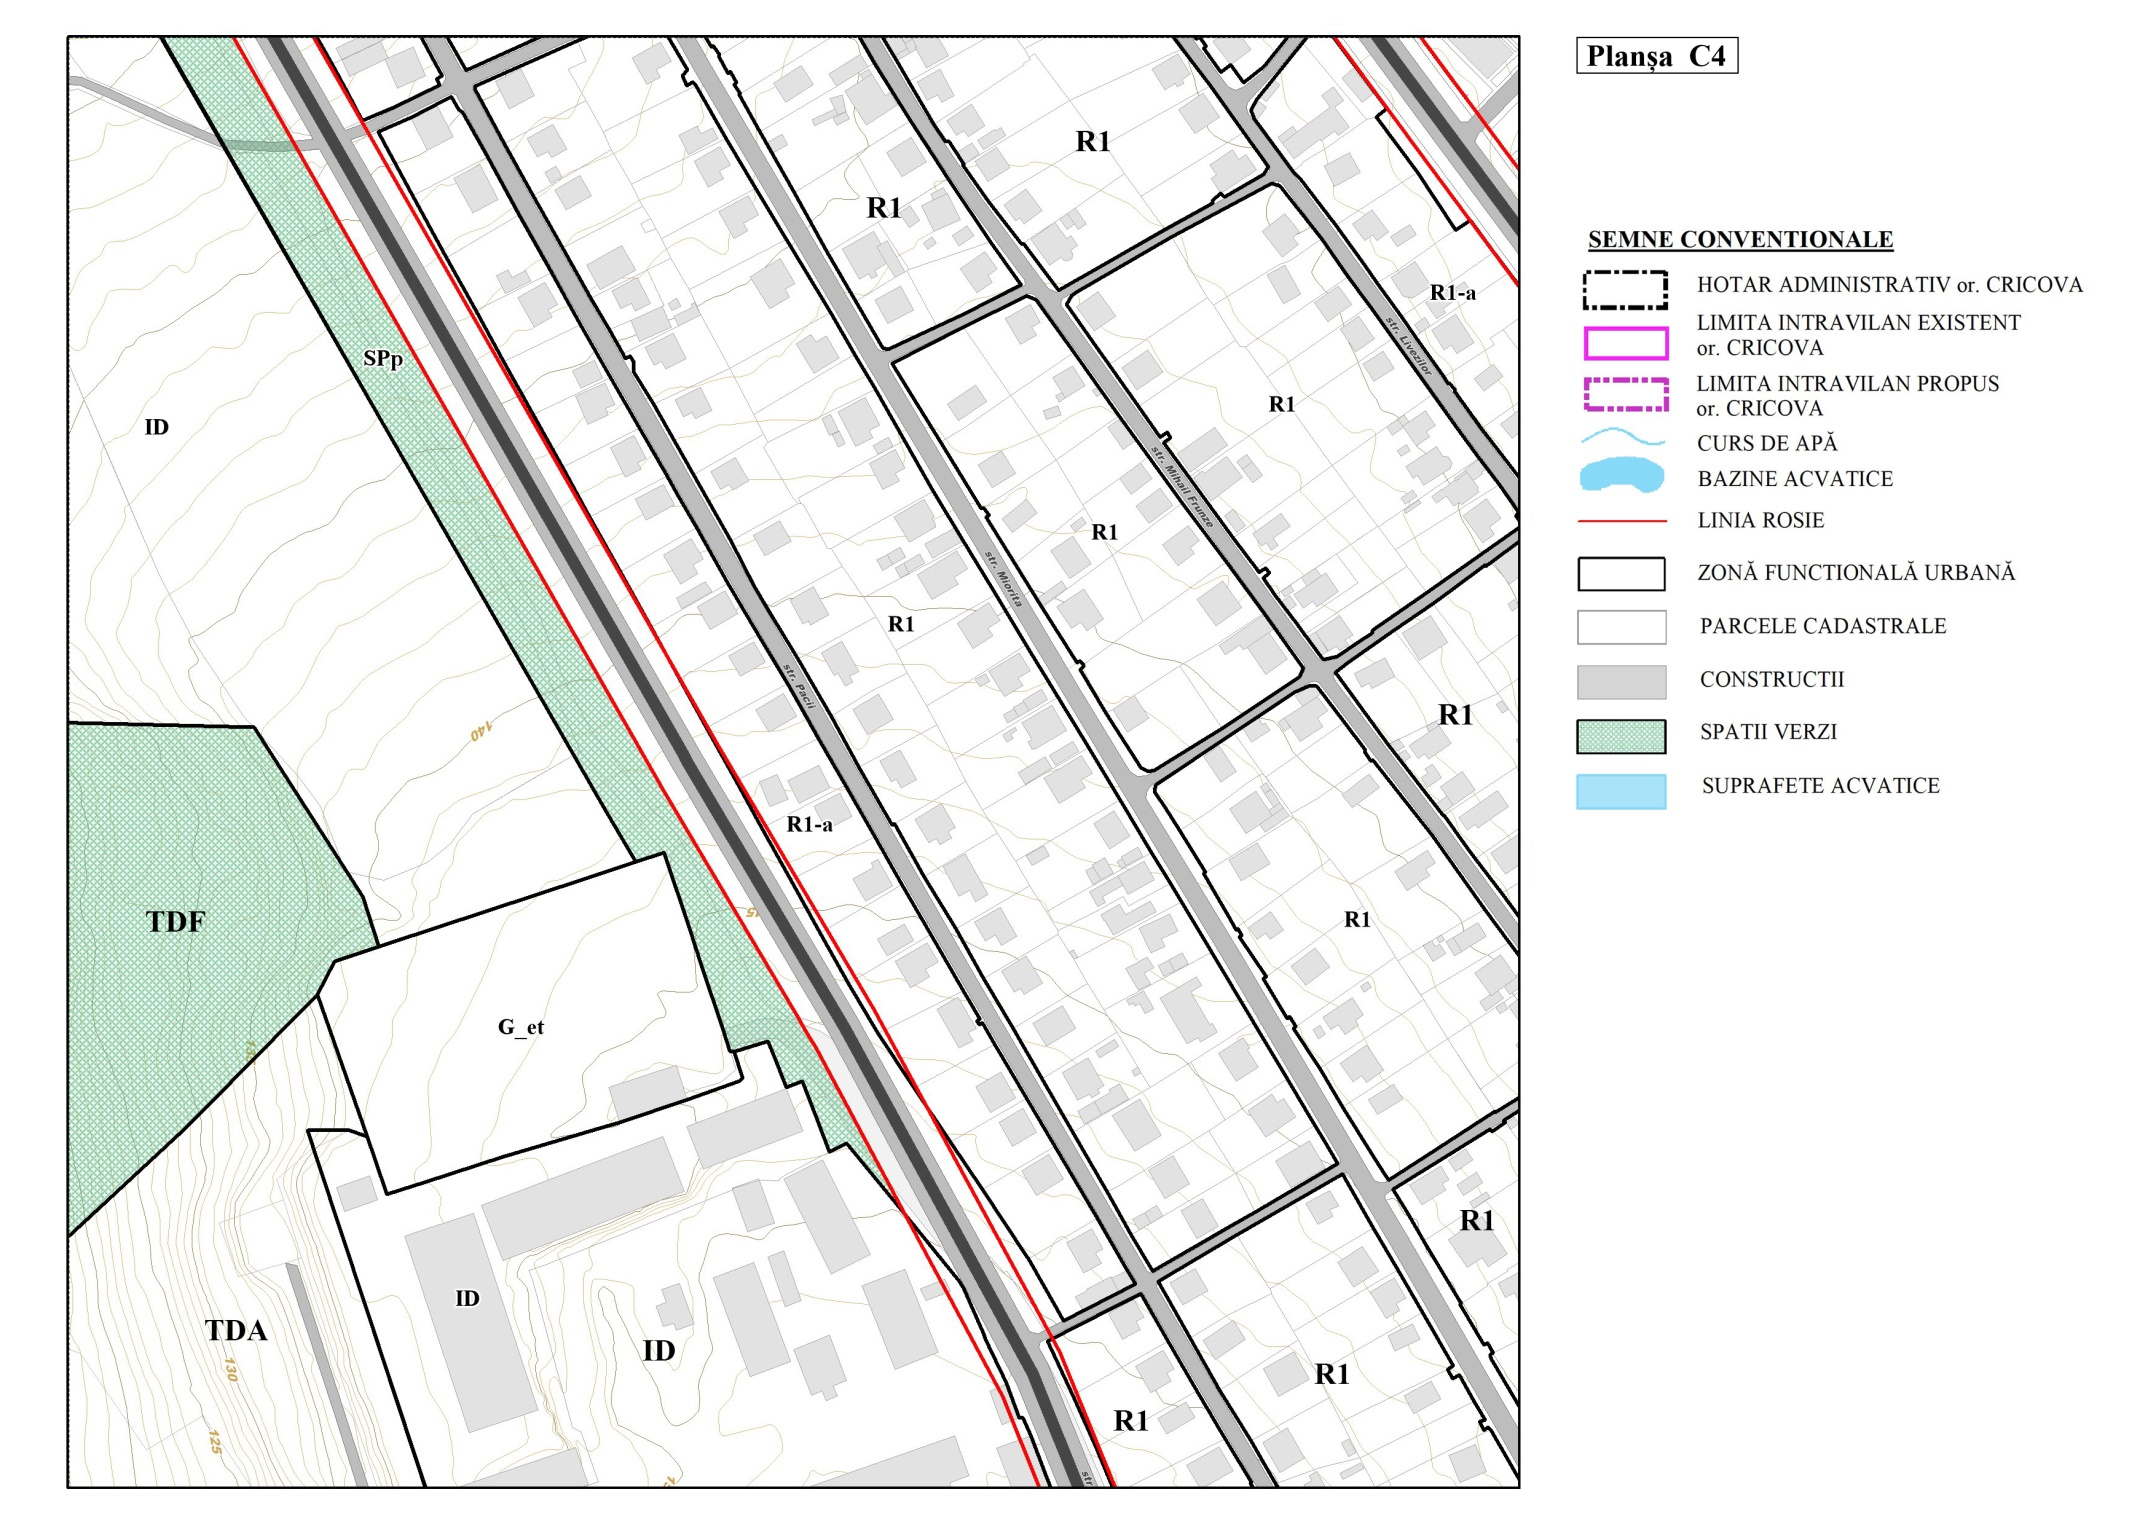 Planșa C4
SEMNE CONVENTIONALE
HOTAR ADMINISTRATIV or. CRICOVA
LIMITA INTRAVILAN EXISTENT
or. CRICOVA
LIMITA INTRAVILAN PROPUS
or. CRICOVA
CURS DE APĂ
BAZINE ACVATICE
LINIA ROSIE
ZONĂ FUNCTIONALĂ URBANĂ
PARCELE CADASTRALE
CONSTRUCTII
SPATII VERZI
SUPRAFETE ACVATICE
R1
R1
R1-a
str. Livezilor
SPp
R1
ID
str. Mihail Frunze
R1
str. Miorita
R1
str. Pacii
R1
140
R1-a
R1
TDF
G_et
R1
ID
TDA
ID
130
R1
R1
125
str